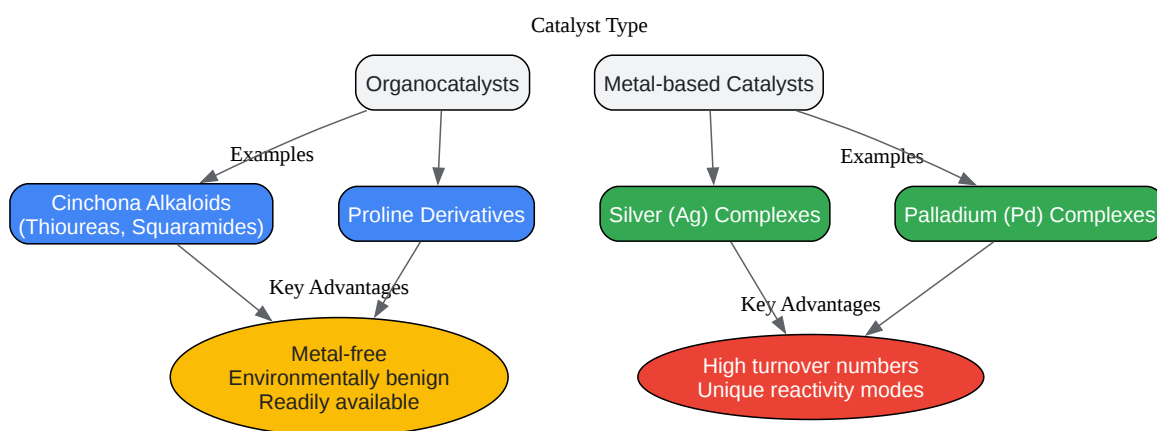 Catalyst Type
Organocatalysts
Metal-based Catalysts
Examples
Examples
Cinchona Alkaloids
(Thioureas, Squaramides)
Proline Derivatives
Silver (Ag) Complexes
Palladium (Pd) Complexes
Key Advantages
Key Advantages
Metal-free
Environmentally benign
Readily available
High turnover numbers
Unique reactivity modes